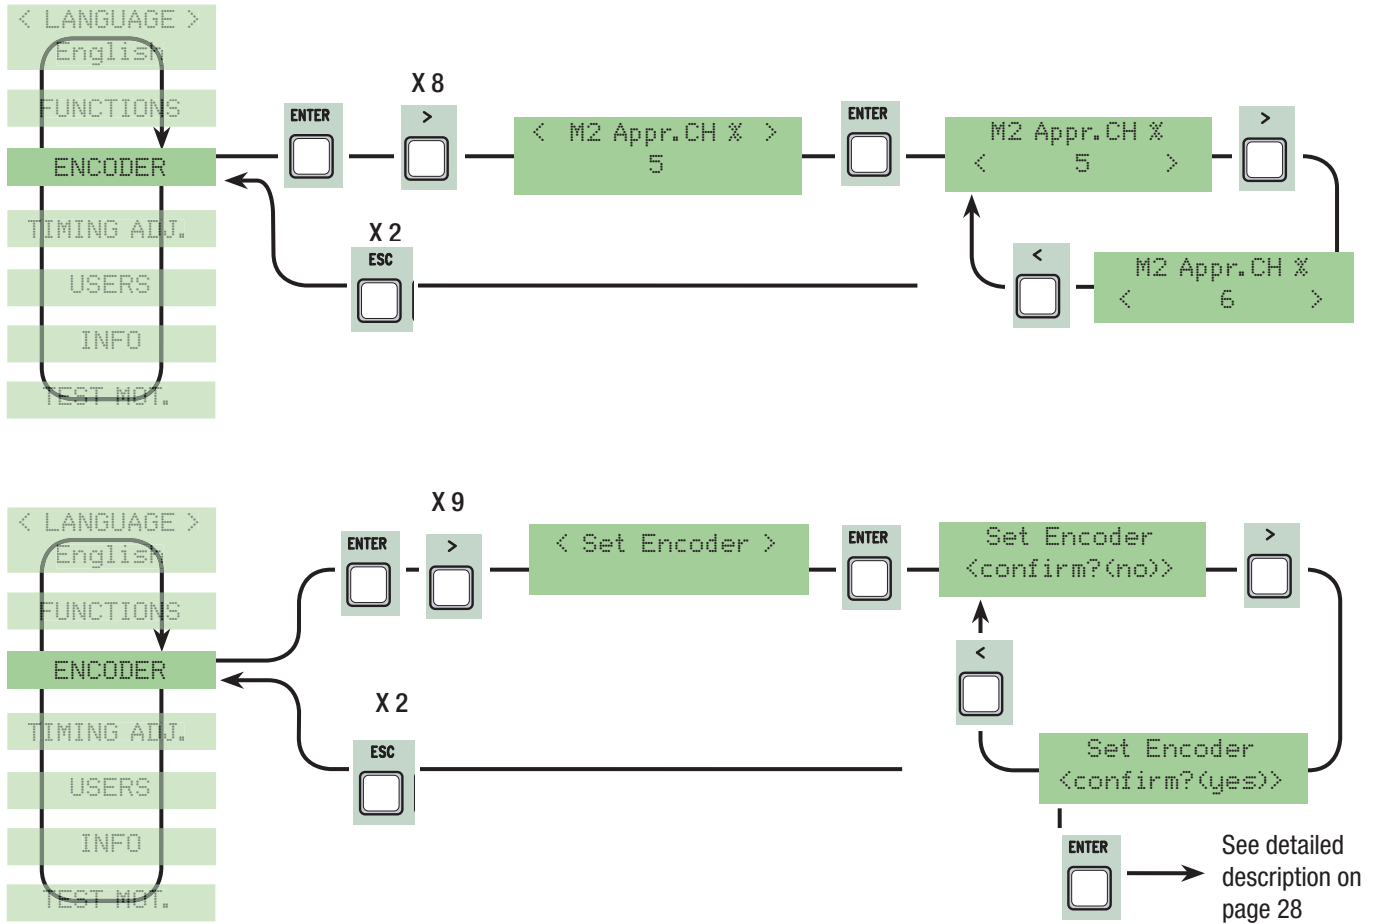 < LANGUAGE >
English
FUNCTIONS
ENCODER
TIMING ADJ.
USERS
INFO
TEST MOT.
ENTER
X 8
>
< M2 Appr.CH % >
5
ENTER
M2 Appr.CH %
< 5 >
>
M2 Appr.CH %
< 6 >
<
X 2
ESC
< LANGUAGE >
English
FUNCTIONS
ENCODER
TIMING ADJ.
USERS
INFO
TEST MOT.
ENTER
X 9
>
< Set Encoder >
ENTER
Set Encoder
<confirm?(no)>
>
<
Set Encoder
<confirm?(yes)>
X 2
ESC
ENTER
See detailed
description on
page 28